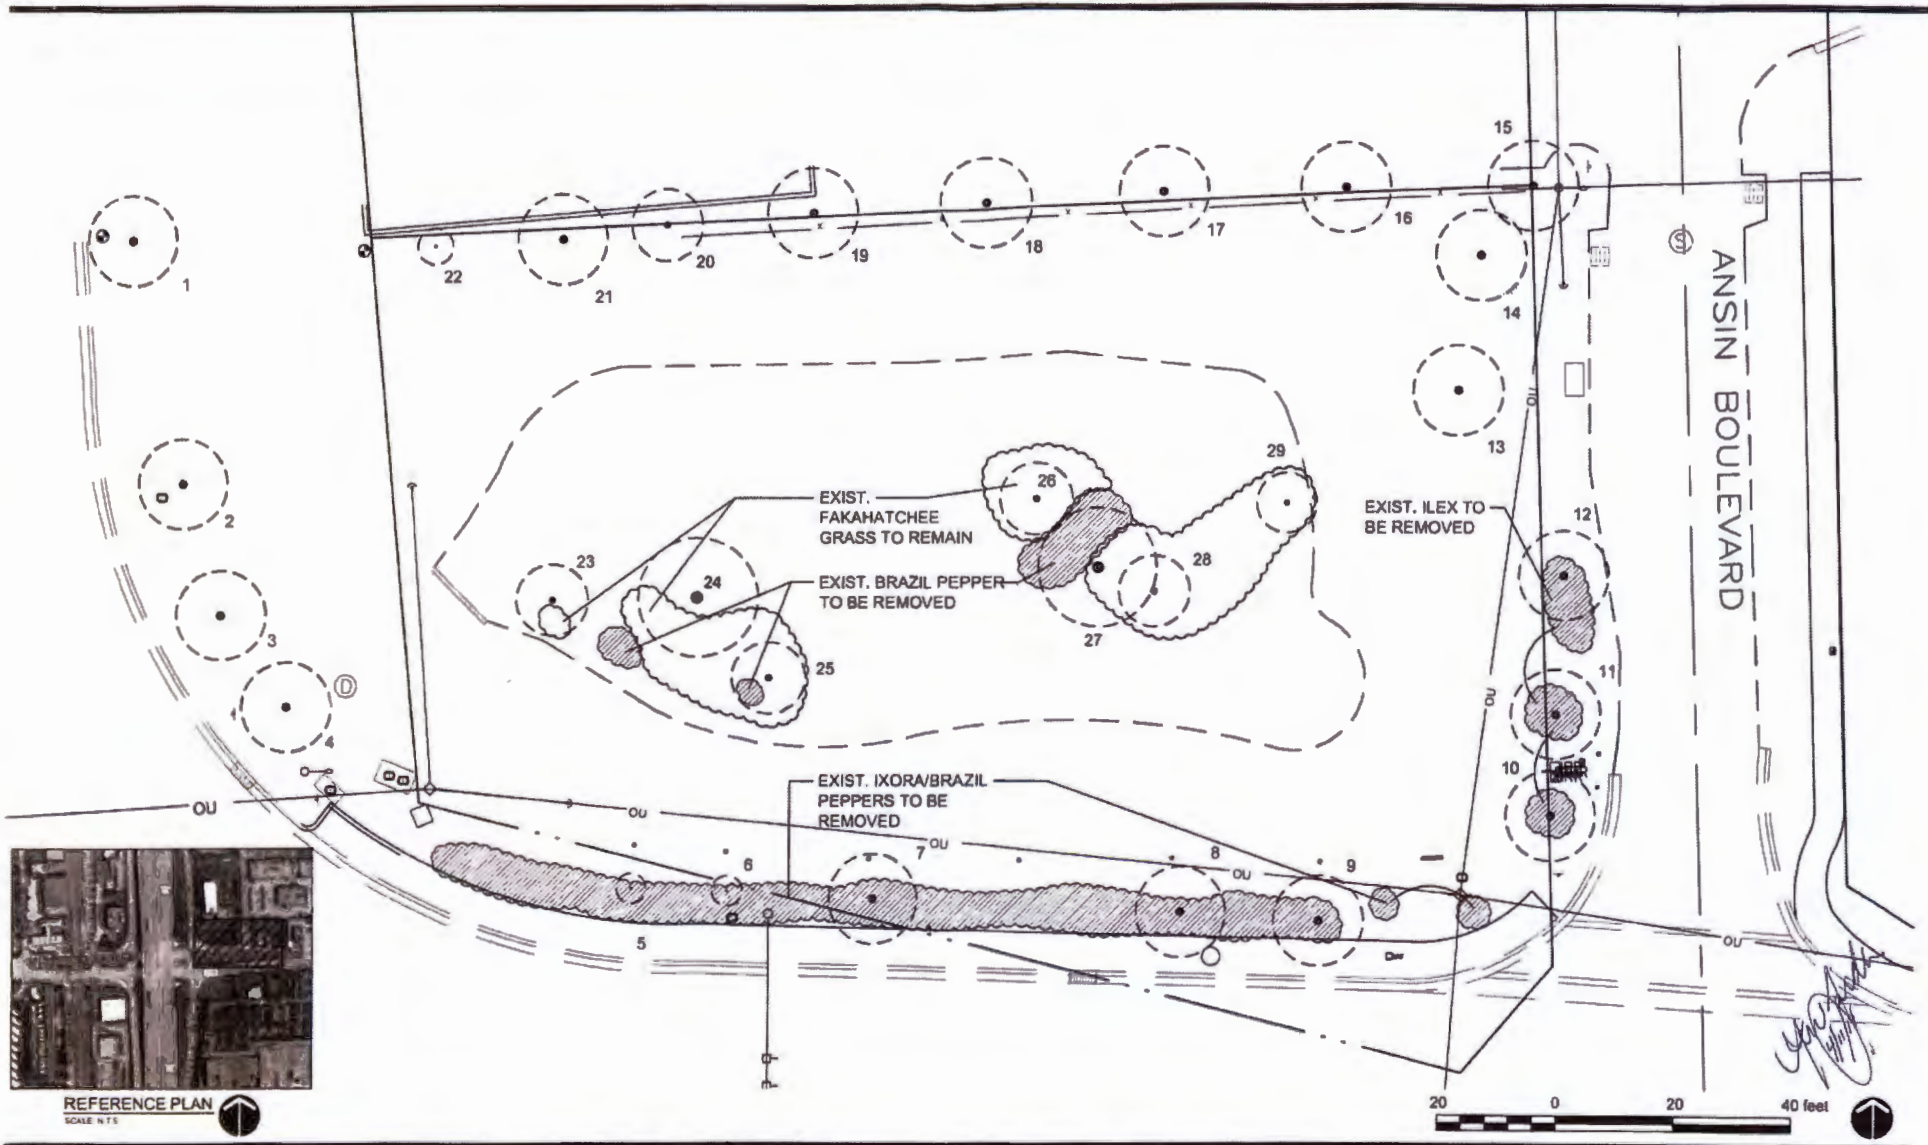 15
1
22
21
20
19
18
17
16
14
13
ANSIN BOULEVARD
OU
2
3
4
D
23
24
25
26
27
28
29
EXIST.
FAKAHATCHEE
GRASS TO REMAIN
EXIST. BRAZIL PEPPER
TO BE REMOVED
EXIST. ILEX TO
BE REMOVED
12
11
10
OU
EXIST. IXORA/BRAZIL
PEPPERS TO BE
REMOVED
OU
OU
OU
OU
OU
5
6
7
8
9
REFERENCE PLAN
SCALE N.T.S
20 0 20 40 feet